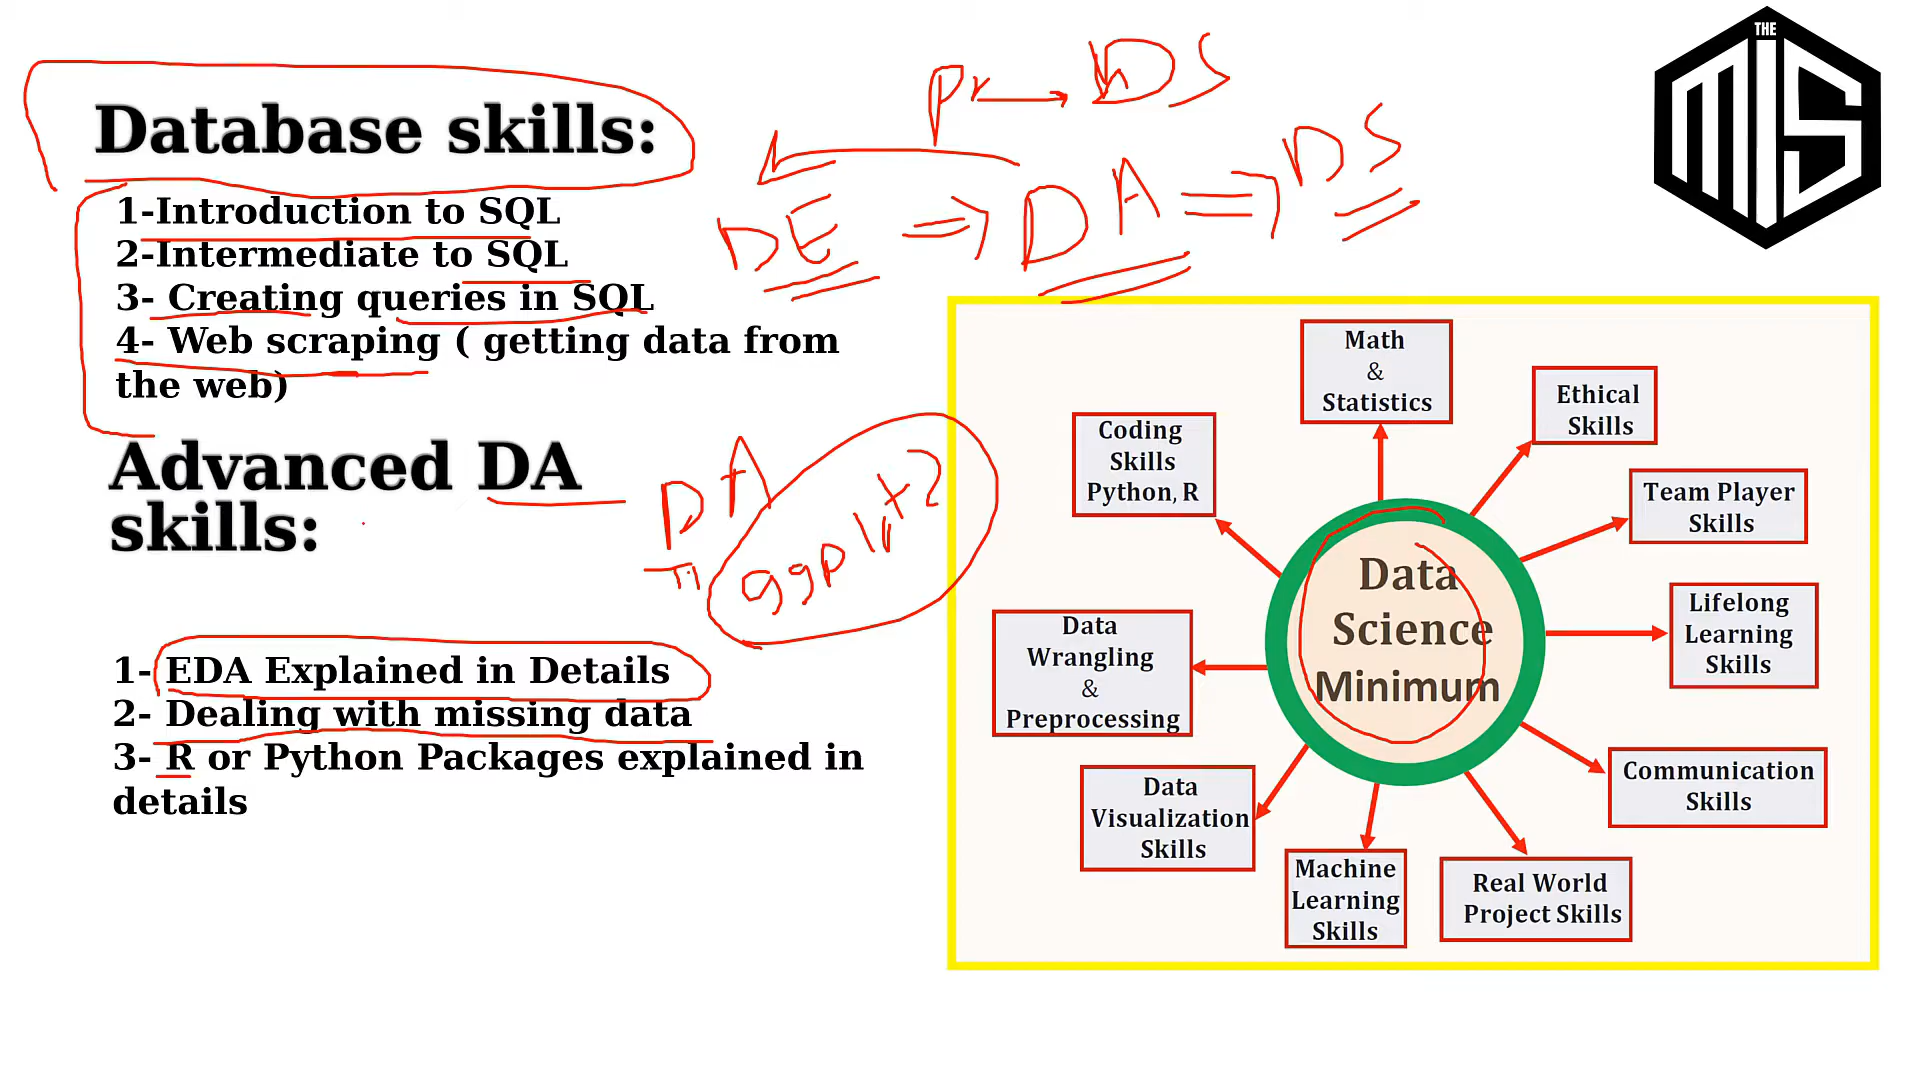 THE
MIS
Database skills:
1-Introduction to SQL
2-Intermediate to SQL
3- Creating queries in SQL
4- Web scraping ( getting data from
the web)
Pr DS
DE DA DS
Advanced DA
skills:
DA
ggplot2
1- EDA Explained in Details
2- Dealing with missing data
3- R or Python Packages explained in
details
Data
Science
Minimum
Math
&
Statistics
Ethical
Skills
Team Player
Skills
Lifelong
Learning
Skills
Communication
Skills
Real World
Project Skills
Machine
Learning
Skills
Data
Visualization
Skills
Data
Wrangling
&
Preprocessing
Coding
Skills
Python, R